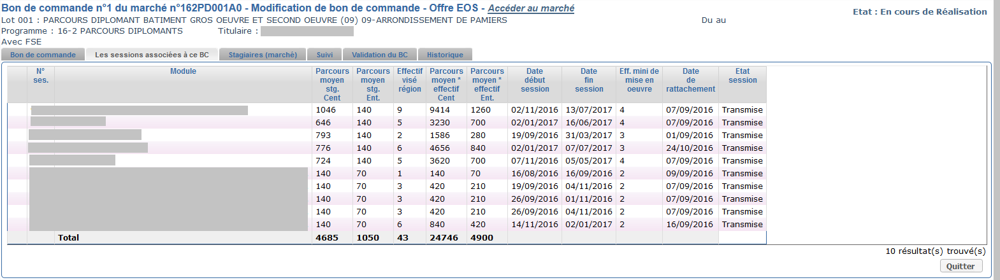 Bon de commande n°1 du marché n°162PD001A0 - Modification de bon de commande - Offre EOS - Accéder au marché
Etat : En cours de Réalisation
Lot 001 : PARCOURS DIPLOMANT BATIMENT GROS OEUVRE ET SECOND OEUVRE (09) 09-ARRONDISSEMENT DE PAMIERS Du au
Programme : 16-2 PARCOURS DIPLOMANTS Titulaire :
Avec FSE
Bon de commande Les sessions associées à ce BC Stagiaires (marché) Suivi Validation du BC Historique
N° Module Parcours Parcours Effectif Parcours Parcours Date Date Eff. mini de Date Etat
ses. moyen moyen visé moyen * moyen * début fin mise en de session
stg. stg. région effectif effectif session session oeuvre rattachement
Cent Ent. Cent Ent.
1046 140 9 9414 1260 02/11/2016 13/07/2017 4 07/09/2016 Transmise
646 140 5 3230 700 02/01/2017 16/06/2017 4 07/09/2016 Transmise
793 140 2 1586 280 19/09/2016 31/03/2017 3 01/09/2016 Transmise
776 140 6 4656 840 02/01/2017 07/07/2017 3 24/10/2016 Transmise
724 140 5 3620 700 07/11/2016 05/05/2017 4 07/09/2016 Transmise
140 70 1 140 70 16/08/2016 16/09/2016 2 09/09/2016 Transmise
140 70 3 420 210 19/09/2016 04/11/2016 2 07/09/2016 Transmise
140 70 3 420 210 26/09/2016 01/11/2016 2 07/09/2016 Transmise
140 70 3 420 210 26/09/2016 04/11/2016 2 07/09/2016 Transmise
140 70 6 840 420 14/11/2016 02/01/2017 2 16/09/2016 Transmise
Total 4685 1050 43 24746 4900
10 résultat(s) trouvé(s)
Quitter